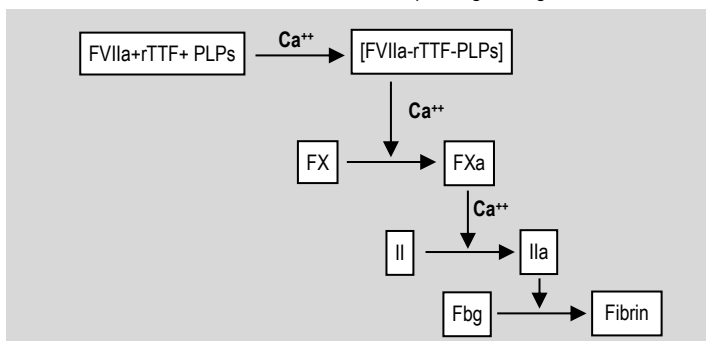 FVIIa+rTTF+ PLPs
Ca⁺⁺
[FVIIa-rTTF-PLPs]
Ca⁺⁺
FX
FXa
Ca⁺⁺
II
IIa
Fbg
Fibrin